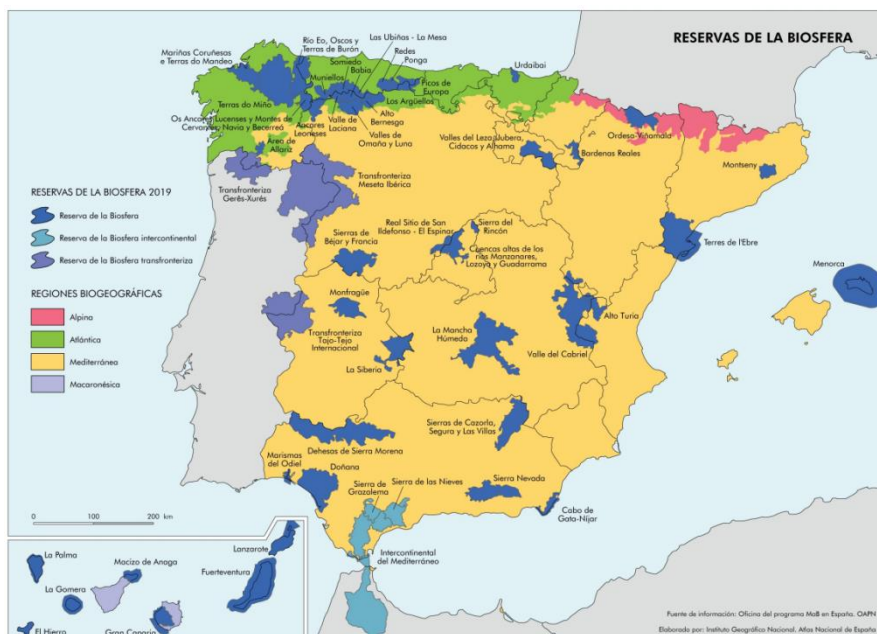 RESERVAS DE LA BIOSFERA
Mariñas Coruñesas
e Terras do Mandeo
Río Eo, Oscos y
Terras de Burón
Las Ubiñas - La Mesa
Somiedo
Babia
Redes
Ponga
Urdaibai
Muniellos
Picos de
Europa
Terras do Miño
Los Argüellos
Os Ancares Lucenses y Montes de
Cervantes, Navia y Becerreá
Ancares
Leoneses
Valle de
Laciana
Alto
Bernesga
Valles de
Omaña y Luna
Área de
Allariz
Valles del Leza, Jubera,
Cidacos y Alhama
Bardenas Reales
Ordesa-Viñamala
Montseny
Transfronteriza
Gerês-Xurés
Transfronteriza
Meseta Ibérica
RESERVAS DE LA BIOSFERA 2019
Reserva de la Biosfera
Reserva de la Biosfera intercontinental
Reserva de la Biosfera transfronteriza
REGIONES BIOGEOGRÁFICAS
Alpina
Atlántica
Mediterránea
Macaronésica
Sierras de
Béjar y Francia
Real Sitio de San
Ildefonso - El Espinar
Sierra del
Rincón
Cuencas altas de los
ríos Manzanares,
Lozoya y Guadarrama
Terres de l'Ebre
Menorca
Monfragüe
Transfronteriza
Tajo-Tejo
Internacional
La Siberia
La Mancha
Húmeda
Alto Turia
Valle del Cabriel
Dehesas de Sierra Morena
Sierras de Cazorla,
Segura y Las Villas
Marismas
del Odiel
Doñana
Sierra de
Grazalema
Sierra de las Nieves
Sierra Nevada
Cabo de
Gata-Níjar
Intercontinental
del Mediterráneo
0 100 200 km
La Palma
Macizo de Anaga
Lanzarote
La Gomera
Fuerteventura
El Hierro
Gran Canaria
Fuente de información: Oficina del programa MaB en España. OAPN
Elaborado por: Instituto Geográfico Nacional. Atlas Nacional de España